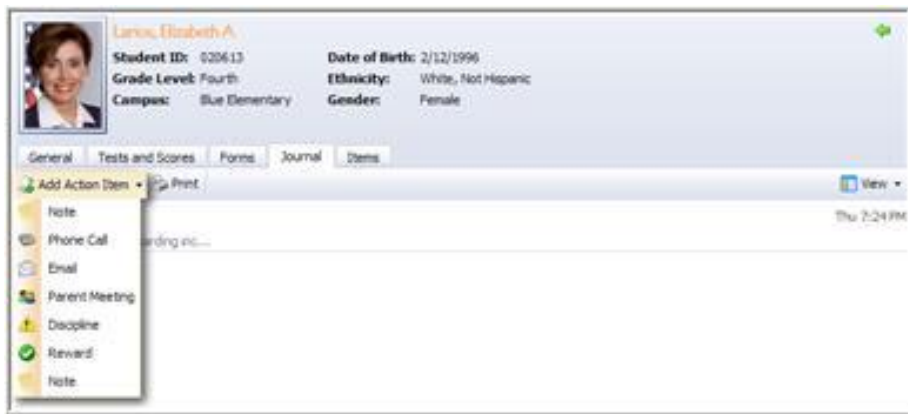 Larios, Elizabeth A.
Student ID: 020613 Date of Birth: 2/12/1996
Grade Level: Fourth Ethnicity: White, Not Hispanic
Campus: Blue Elementary Gender: Female
General Tests and Scores Forms Journal Items
Add Action Item Print View
Note Thu 7:24 PM
Phone Call arding inc...
Email
Parent Meeting
Discipline
Reward
Note